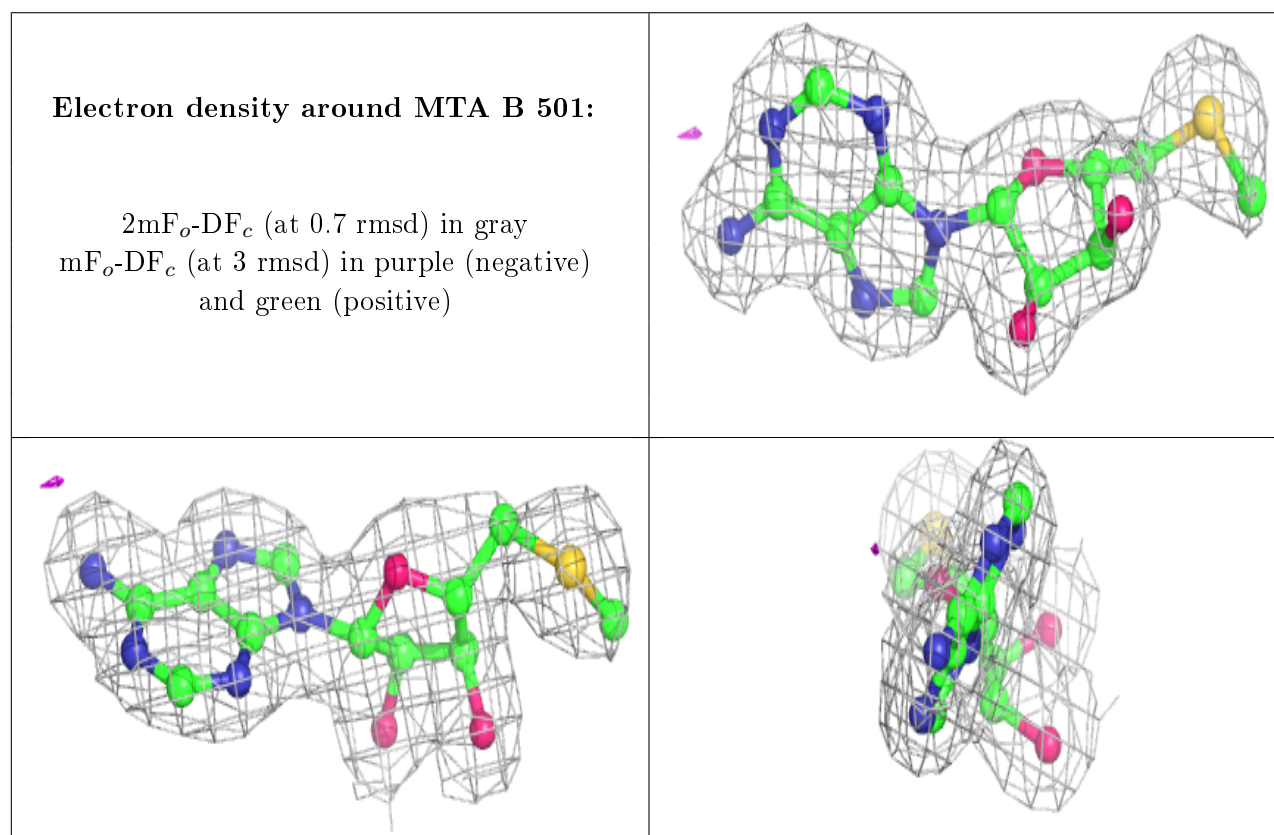 Electron density around MTA B 501:
2mFₒ-DF𝒸 (at 0.7 rmsd) in gray
mFₒ-DF𝒸 (at 3 rmsd) in purple (negative)
and green (positive)